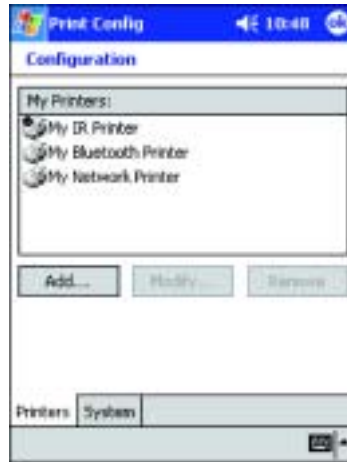 Print Config 10:48 ok
Configuration
My Printers:
My IR Printer
My Bluetooth Printer
My Network Printer
Add... Modify... Remove
Printers System